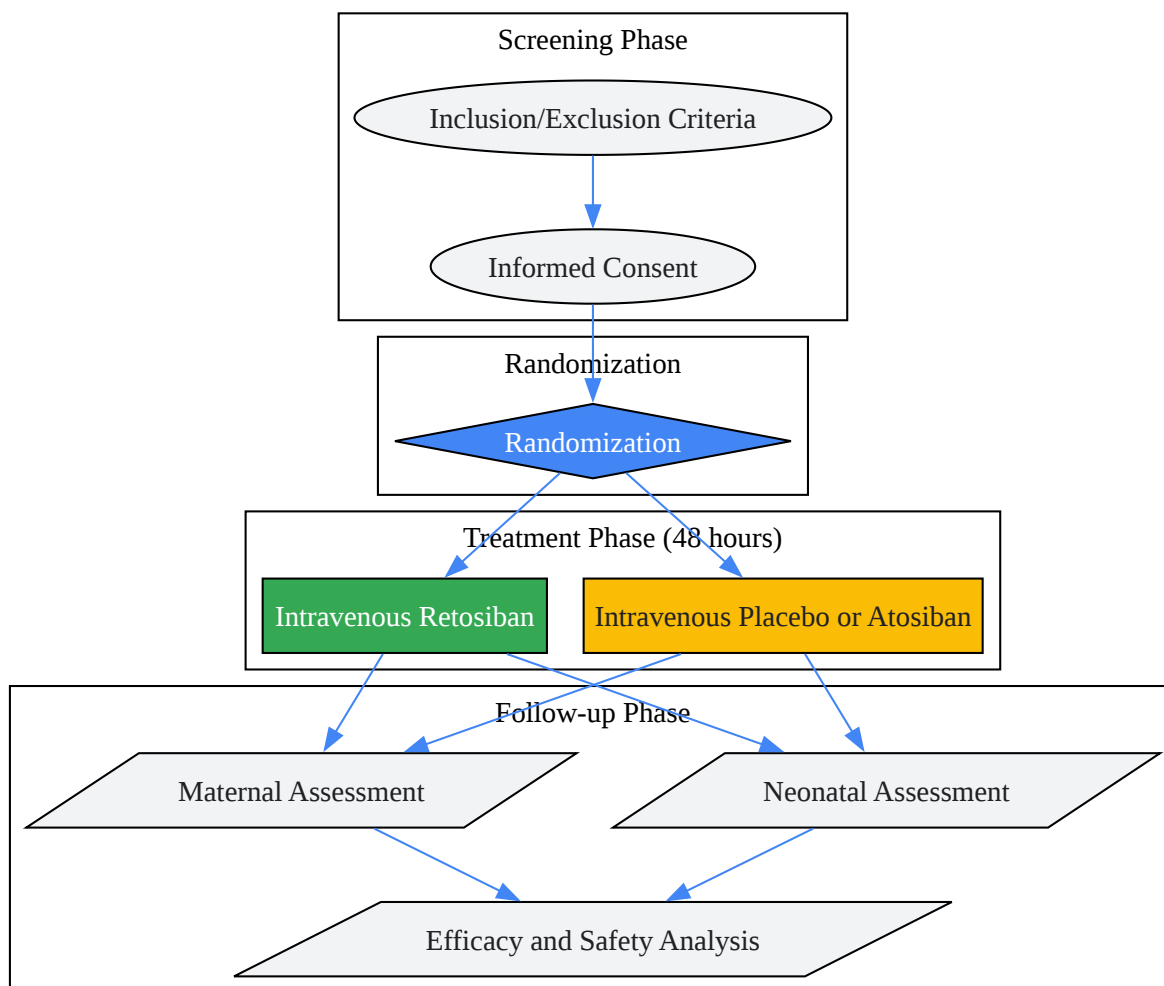 Screening Phase
Inclusion/Exclusion Criteria
Informed Consent
Randomization
Randomization
Treatment Phase (48 hours)
Intravenous Retosiban
Intravenous Placebo or Atosiban
Follow-up Phase
Maternal Assessment
Neonatal Assessment
Efficacy and Safety Analysis